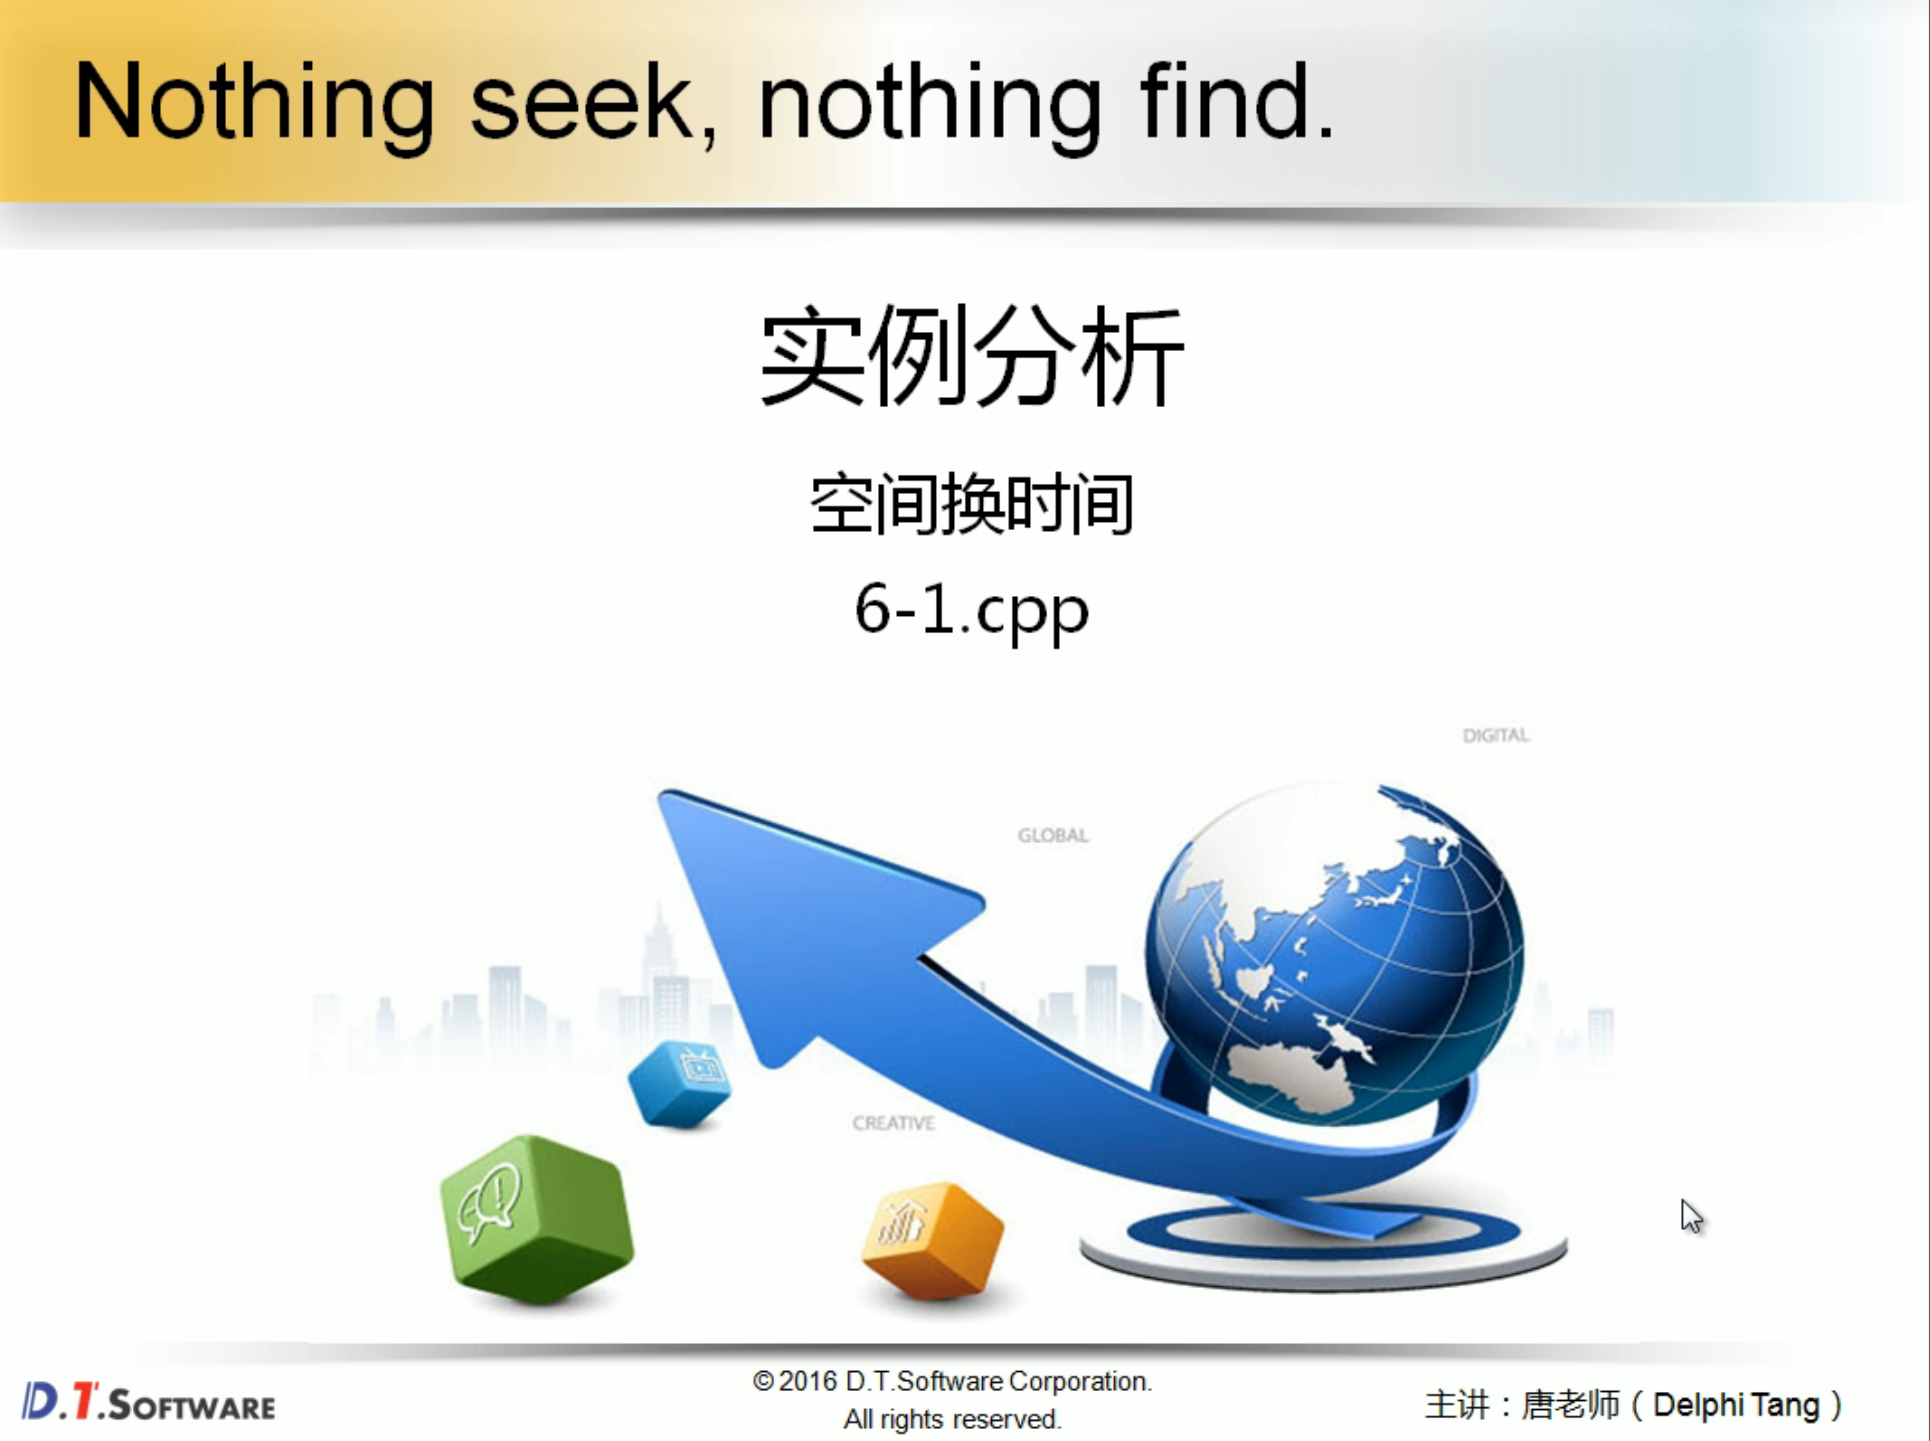 Nothing seek, nothing find.
实例分析
空间换时间
6-1.cpp
DIGITAL
GLOBAL
CREATIVE
D.T.SOFTWARE
© 2016 D.T.Software Corporation.
All rights reserved.
主讲：唐老师（Delphi Tang）